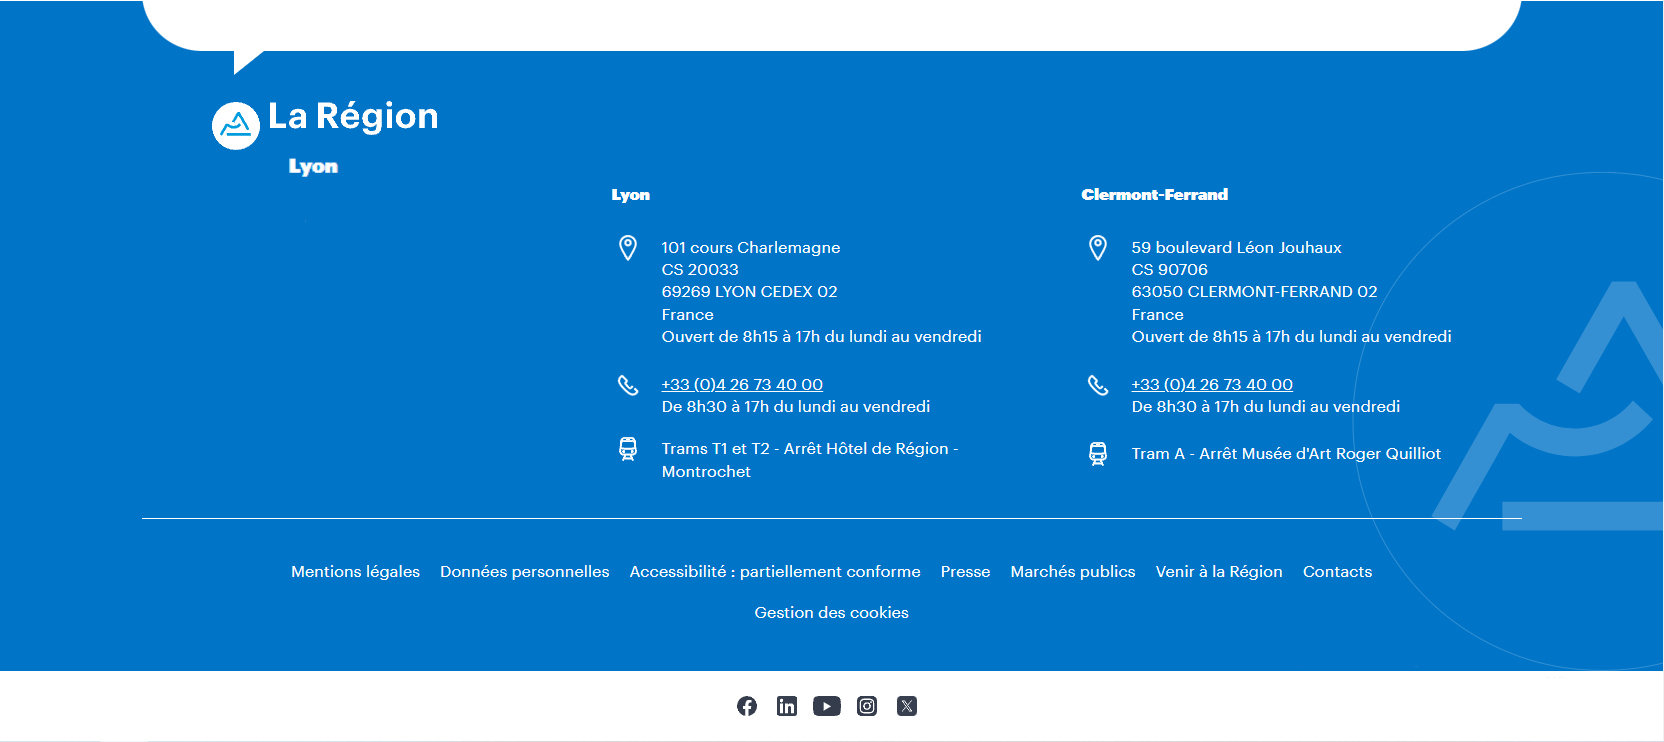 La Région
Lyon
Lyon
101 cours Charlemagne
CS 20033
69269 LYON CEDEX 02
France
Ouvert de 8h15 à 17h du lundi au vendredi
+33 (0)4 26 73 40 00
De 8h30 à 17h du lundi au vendredi
Trams T1 et T2 - Arrêt Hôtel de Région -
Montrochet
Clermont-Ferrand
59 boulevard Léon Jouhaux
CS 90706
63050 CLERMONT-FERRAND 02
France
Ouvert de 8h15 à 17h du lundi au vendredi
+33 (0)4 26 73 40 00
De 8h30 à 17h du lundi au vendredi
Tram A - Arrêt Musée d'Art Roger Quilliot
Mentions légales Données personnelles Accessibilité : partiellement conforme Presse Marchés publics Venir à la Région Contacts
Gestion des cookies